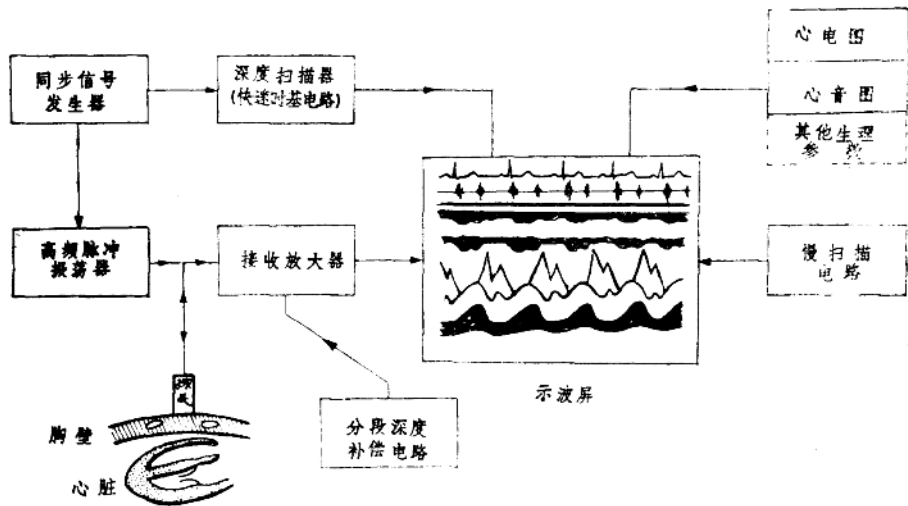 同步信号
发生器
深度扫描器
(快速时基电路)
心电图
心音图
其他生理
参数
高频脉冲
振荡器
接收放大器
慢扫描
电路
示波屏
分段深度
补偿电路
胸壁
心脏